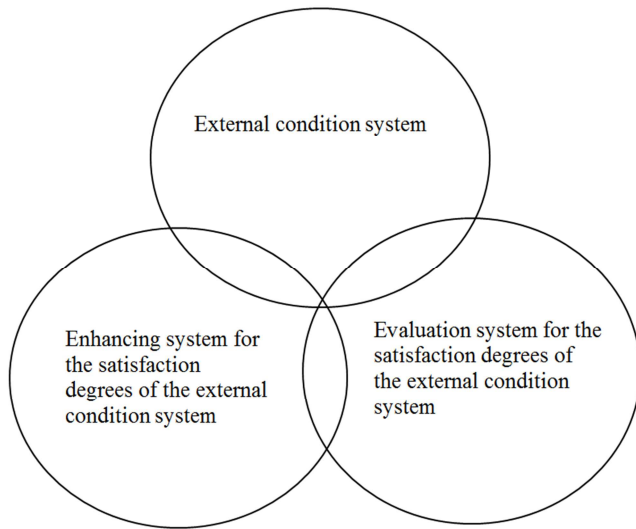 External condition system
Enhancing system for
the satisfaction
degrees of the external
condition system
Evaluation system for the
satisfaction degrees of
the external condition
system